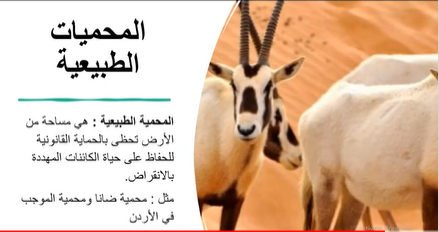 المحميات
الطبيعية
المحمية الطبيعية : هي مساحة من
الأرض تحظى بالحماية القانونية
للحفاظ على حياة الكائنات المهددة
بالانقراض.
مثل : محمية ضانا ومحمية الموجب
في الأردن